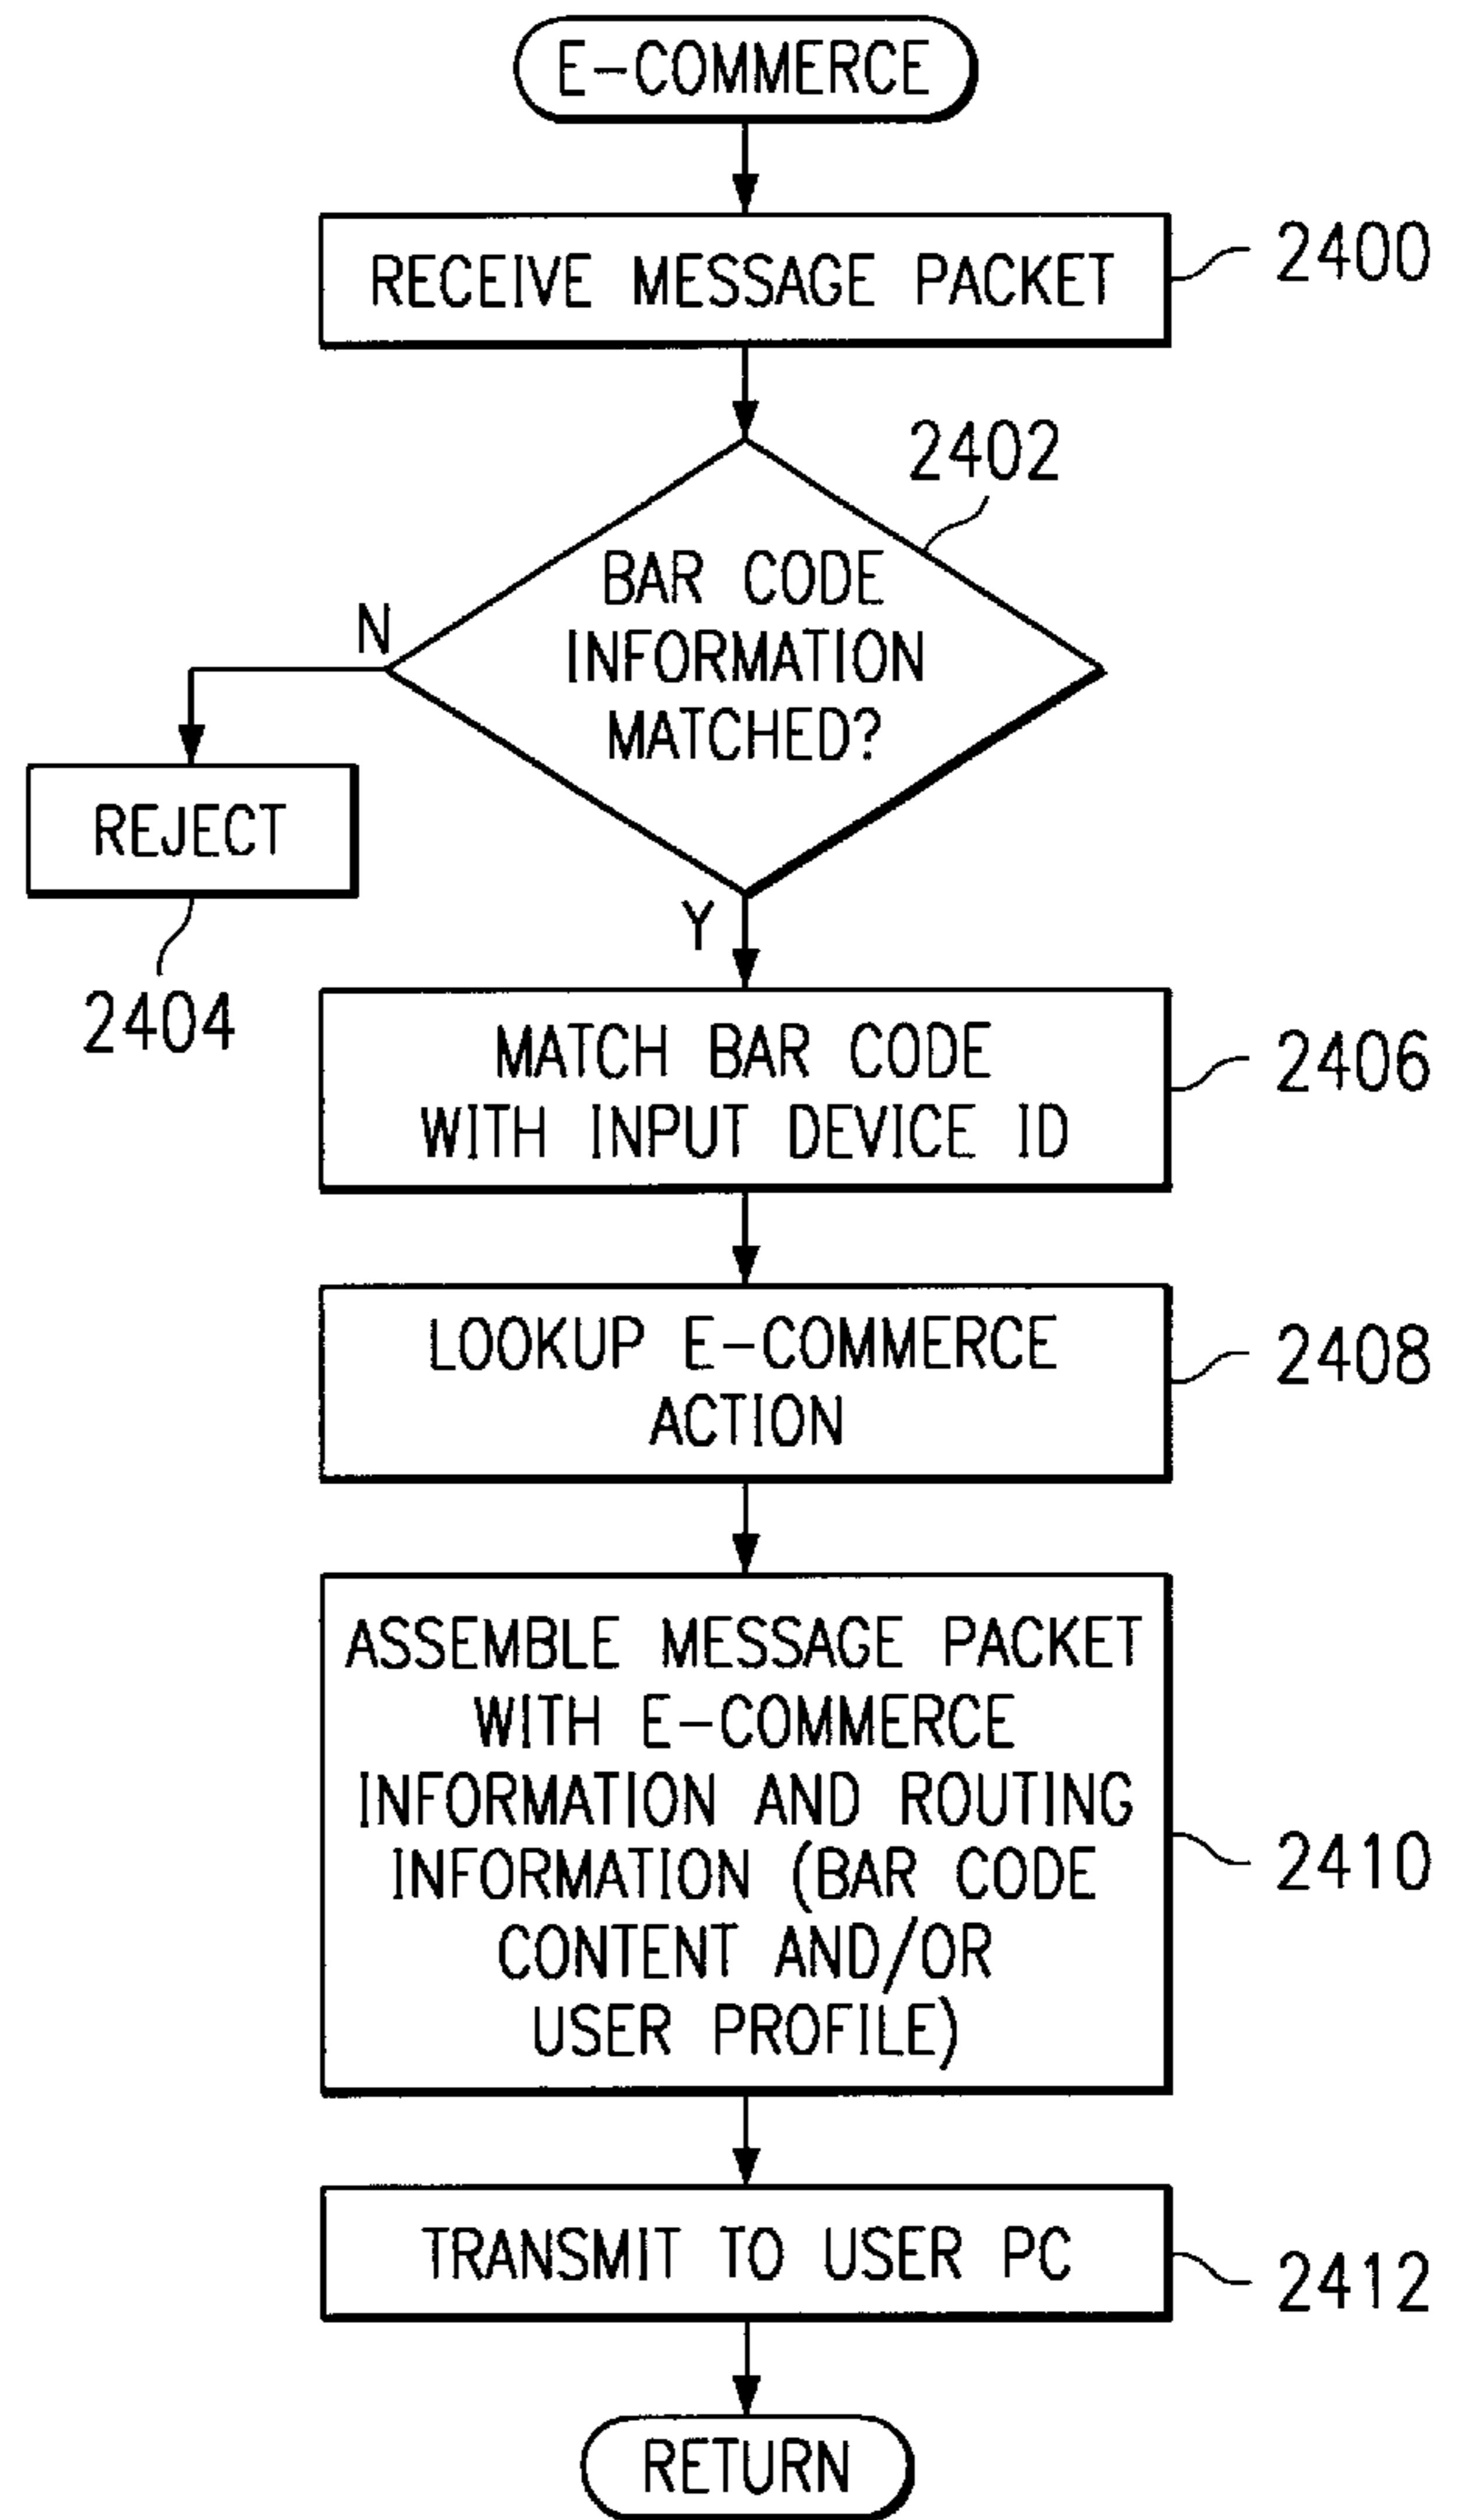 E-COMMERCE
RECEIVE MESSAGE PACKET
2400
2402
BAR CODE
INFORMATION
MATCHED?
N
REJECT
2404
Y
MATCH BAR CODE
WITH INPUT DEVICE ID
2406
LOOKUP E-COMMERCE
ACTION
2408
ASSEMBLE MESSAGE PACKET
WITH E-COMMERCE
INFORMATION AND ROUTING
INFORMATION (BAR CODE
CONTENT AND/OR
USER PROFILE)
2410
TRANSMIT TO USER PC
2412
RETURN